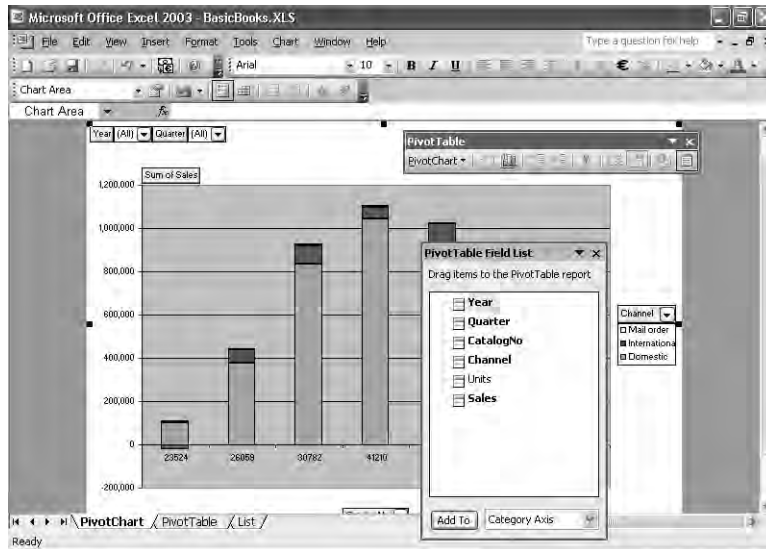 Microsoft Office Excel 2003 - BasicBooks.XLS
File Edit View Insert Format Tools Chart Window Help Type a question for help
Arial 10 B I U €
Chart Area
Chart Area fx
Year (All) Quarter (All)
PivotTable
PivotChart
Sum of Sales
1,200,000
1,000,000
800,000
600,000
400,000
200,000
0
-200,000
23524 26059 30782 41210
PivotTable Field List
Drag items to the PivotTable report
Year
Quarter
CatalogNo
Channel
Units
Sales
Add To Category Axis
Channel
Mail order
Internationa
Domestic
PivotChart PivotTable List
Ready